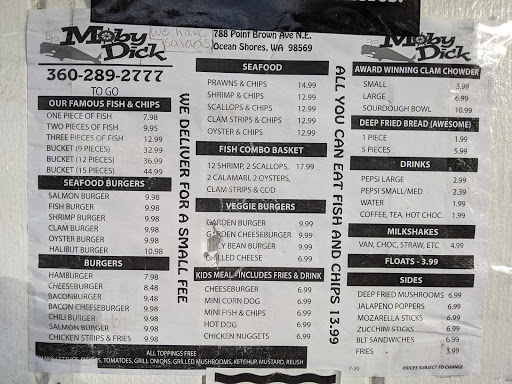 Moby Dick
we have Salads
360-289-2777
TO GO
OUR FAMOUS FISH & CHIPS
ONE PIECE OF FISH 7.98
TWO PIECES OF FISH 9.95
THREE PIECES OF FISH 12.99
BUCKET (9 PIECES) 32.99
BUCKET (12 PIECES) 36.99
BUCKET (15 PIECES) 44.99
SEAFOOD BURGERS
SALMON BURGER 9.98
FISH BURGER 9.98
SHRIMP BURGER 9.98
CLAM BURGER 9.98
OYSTER BURGER 9.98
HALIBUT BURGER 10.98
BURGERS
HAMBURGER 7.98
CHEESEBURGER 8.48
BACONBURGER 9.48
BACON CHEESEBURGER 9.98
CHILI BURGER 9.98
SALMON BURGER 9.98
CHICKEN STRIPS & FRIES 9.98
WE DELIVER FOR A SMALL FEE
788 Point Brown Ave N.E.
Ocean Shores, WA 98569
SEAFOOD
PRAWNS & CHIPS 14.99
SHRIMP & CHIPS 12.99
SCALLOPS & CHIPS 12.99
CLAM STRIPS & CHIPS 12.99
OYSTER & CHIPS 12.99
FISH COMBO BASKET
12 SHRIMP, 2 SCALLOPS, 17.99
2 CALAMARI, 2 OYSTERS,
CLAM STRIPS & COD
VEGGIE BURGERS
GARDEN BURGER 9.99
GARDEN CHEESEBURGER 9.99
BEAN BURGER 9.99
CHEESE 6.99
KIDS MEAL INCLUDES FRIES & DRINK
CHEESEBURGER 6.99
MINI CORN DOG 6.99
MINI FISH & CHIPS 6.99
HOT DOG 6.99
CHICKEN NUGGETS 6.99
ALL YOU CAN EAT FISH AND CHIPS 13.99
Moby Dick
AWARD WINNING CLAM CHOWDER
SMALL 3.99
LARGE 6.99
SOURDOUGH BOWL 10.99
DEEP FRIED BREAD (AWESOME)
1 PIECE 1.99
5 PIECES 5.99
DRINKS
PEPSI LARGE 2.99
PEPSI SMALL/MED 2.39
WATER 1.99
COFFEE, TEA, HOT CHOC. 1.99
MILKSHAKES
VAN, CHOC, STRAW, ETC 4.99
FLOATS - 3.99
SIDES
DEEP FRIED MUSHROOMS 6.99
JALAPENO POPPERS 6.99
MOZARELLA STICKS 6.99
ZUCCHINI STICKS 6.99
BLT SANDWICHES 6.99
FRIES 3.99
ALL TOPPINGS FREE
TOMATOES, GRILL ONIONS, GRILLED MUSHROOMS, KETCHUP, MUSTARD, RELISH
7-20 PRICES SUBJECT TO CHANGE